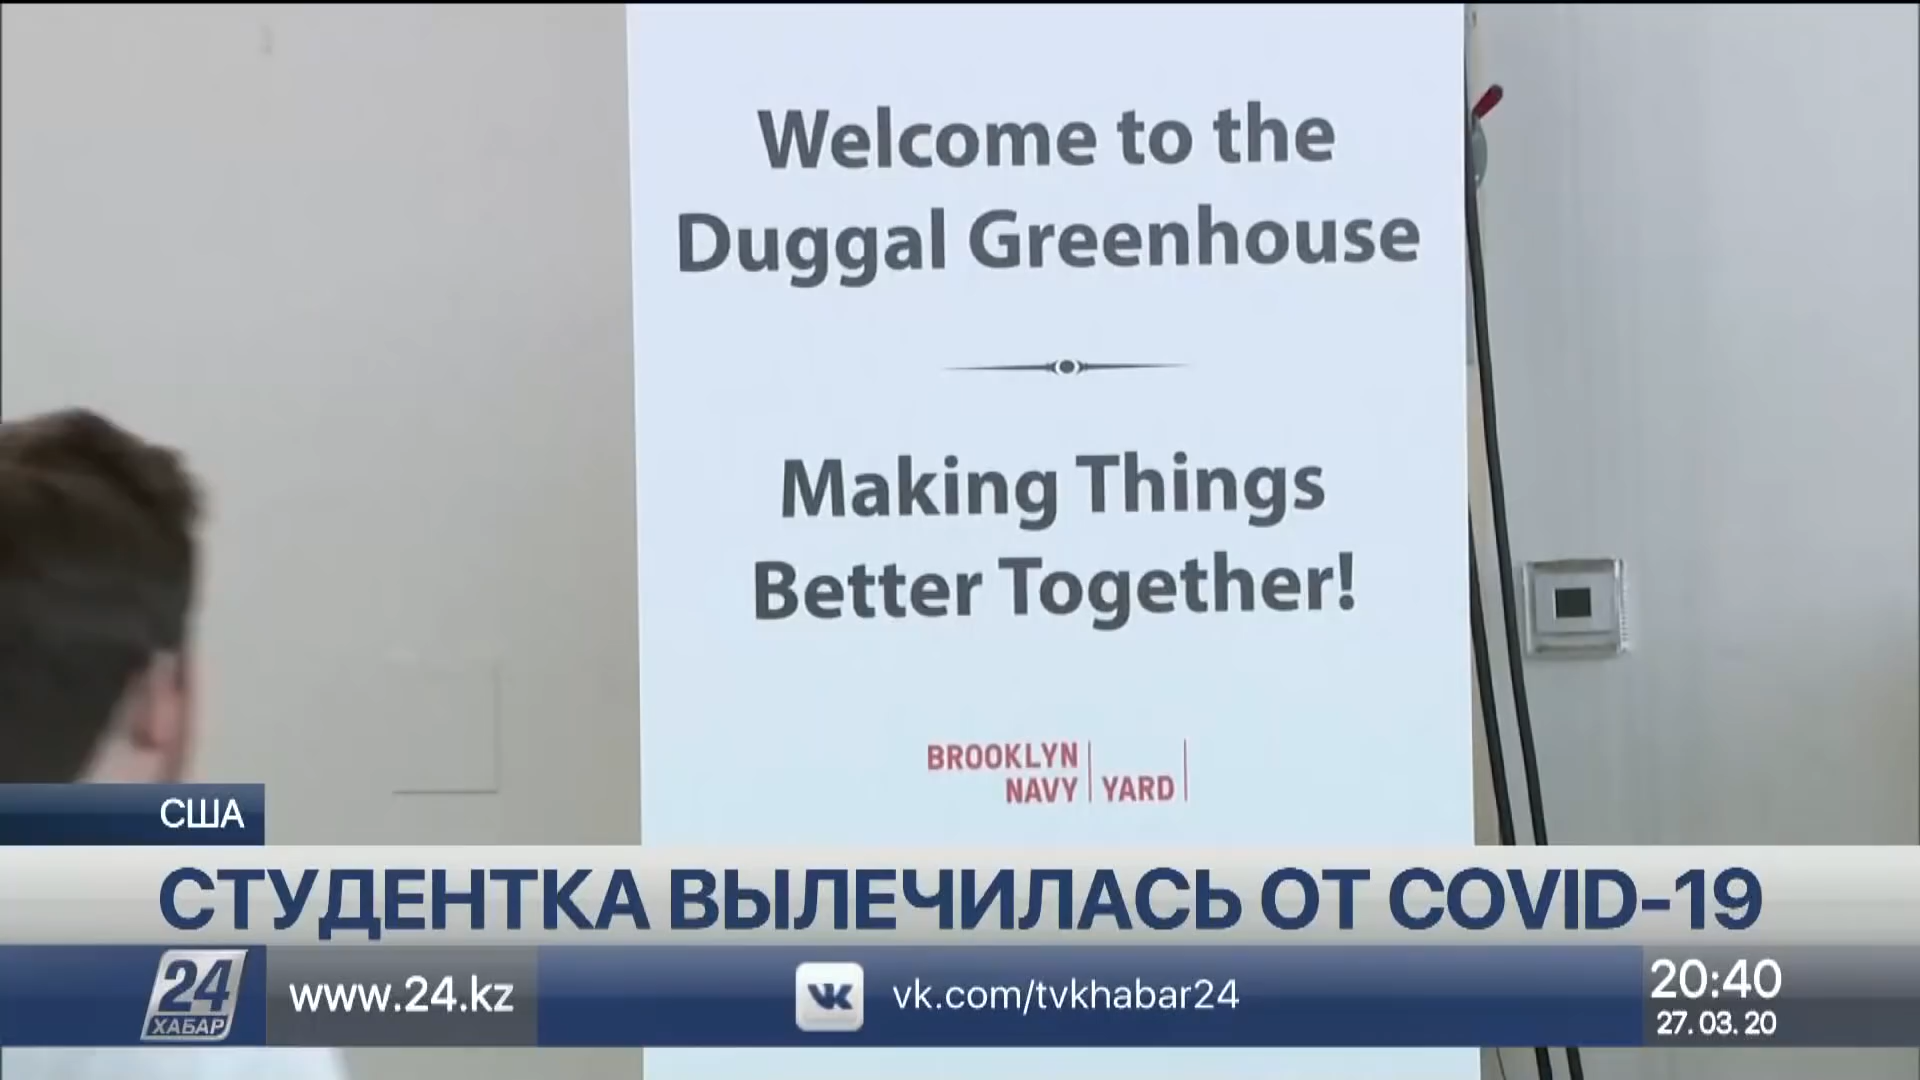 Welcome to the
Duggal Greenhouse
Making Things
Better Together!
BROOKLYN
NAVY YARD
США
СТУДЕНТКА ВЫЛЕЧИЛАСЬ ОТ COVID-19
24
ХАБАР
www.24.kz
vk.com/tvkhabar24
20:40
27. 03. 20